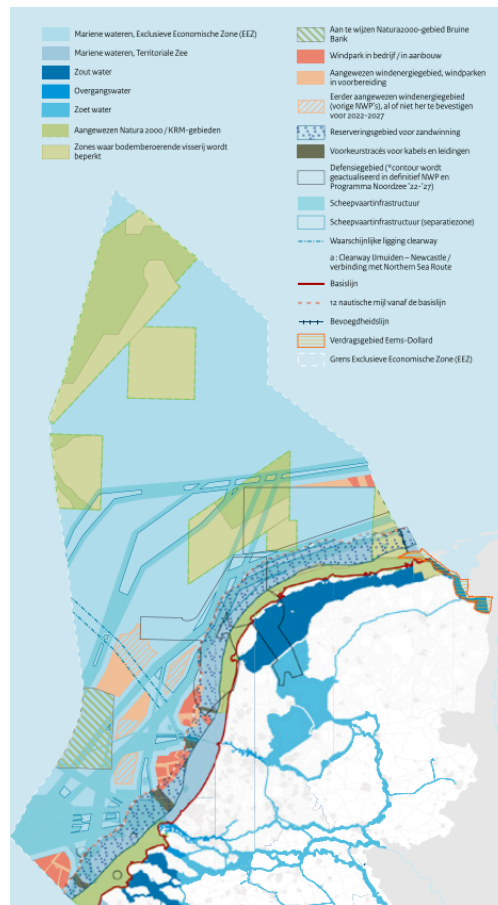 Mariene wateren, Exclusieve Economische Zone (EEZ)
Mariene wateren, Territoriale Zee
Zout water
Overgangswater
Zoet water
Aangewezen Natura 2000 / KRM-gebieden
Zones waar bodemberoerende visserij wordt
beperkt
Aan te wijzen Natura2000-gebied Bruine
Bank
Windpark in bedrijf / in aanbouw
Aangewezen windenergiegebied, windparken
in voorbereiding
Eerder aangewezen windenergiegebied
(vorige NWP's), al of niet her te bevestigen
voor 2022-2027
Reserveringsgebied voor zandwinning
Voorkeurstracés voor kabels en leidingen
Defensiegebied (*contour wordt
geactualiseerd in definitief NWP en
Programma Noordzee '22-'27)
Scheepvaartinfrastructuur
Scheepvaartinfrastructuur (separatiezone)
Waarschijnlijke ligging clearway
a : Clearway IJmuiden – Newcastle /
verbinding met Northern Sea Route
Basislijn
12 nautische mijl vanaf de basislijn
Bevoegdheidslijn
Verdragsgebied Eems-Dollard
Grens Exclusieve Economische Zone (EEZ)